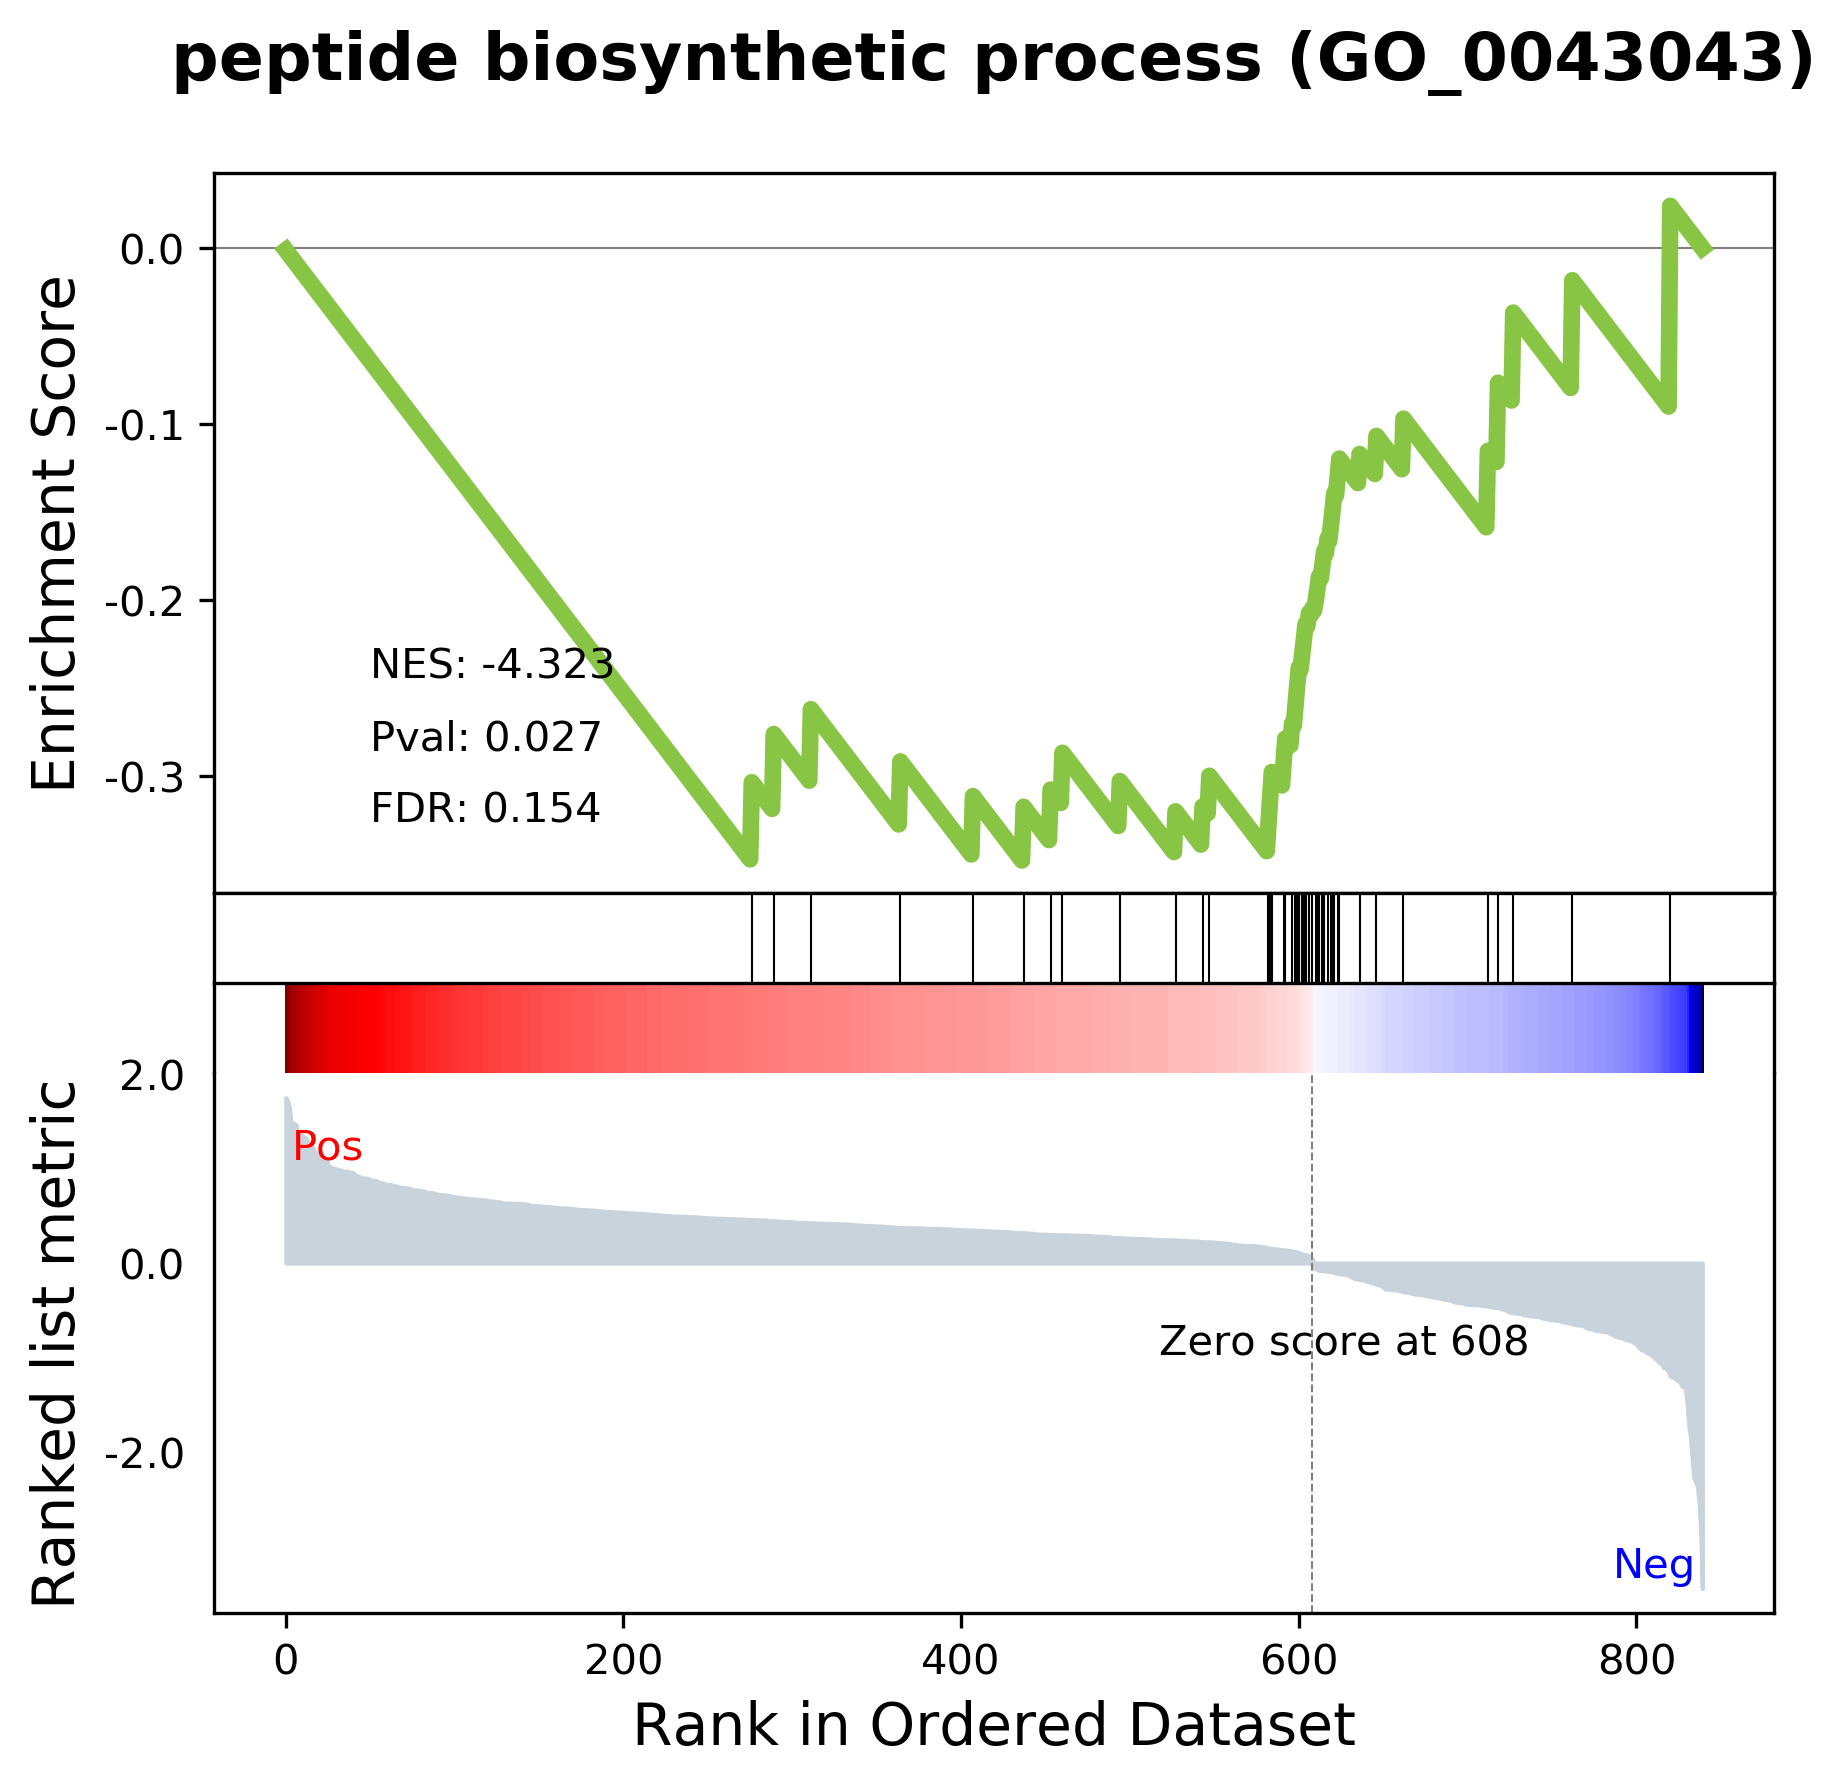 peptide biosynthetic process (GO_0043043)
Enrichment Score
0.0
-0.1
-0.2
-0.3
NES: -4.323
Pval: 0.027
FDR: 0.154
Ranked list metric
2.0
0.0
-2.0
Pos
Zero score at 608
Neg
0 200 400 600 800
Rank in Ordered Dataset